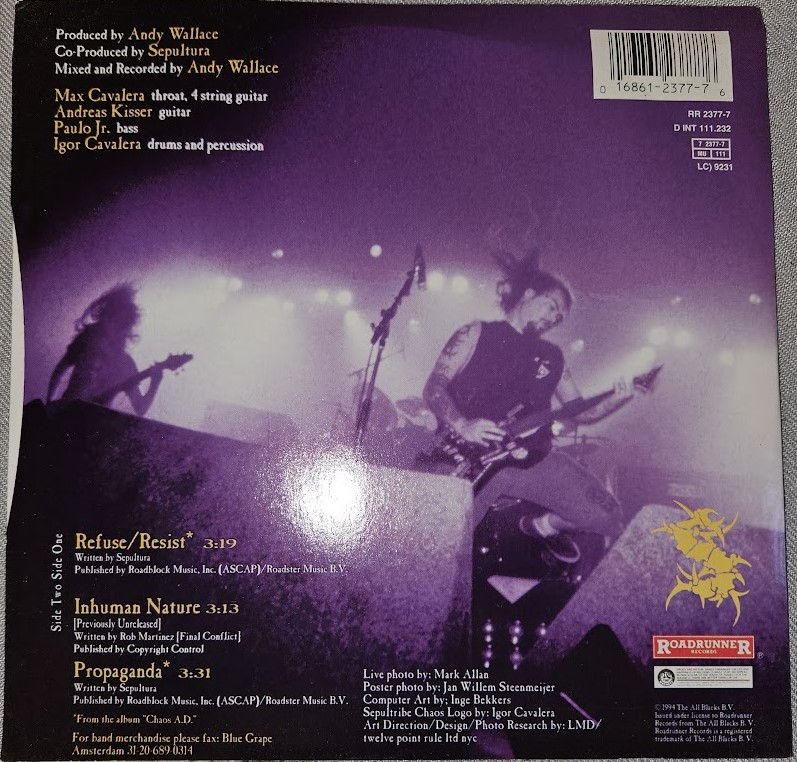 Produced by Andy Wallace
Co-Produced by Sepultura
Mixed and Recorded by Andy Wallace
Max Cavalera throat, 4 string guitar
Andreas Kisser guitar
Paulo Jr. bass
Igor Cavalera drums and percussion
0 16861-2377-7 6
RR 2377-7
D INT 111.232
7 2377-7
MU 111
LC) 9231
Side Two Side One
Refuse/Resist* 3:19
Written by Sepultura
Published by Roadblock Music, Inc. (ASCAP)/Roadster Music B.V.
Inhuman Nature 3:13
[Previously Unreleased]
Written by Rob Martinez [Final Conflict]
Published by Copyright Control
Propaganda* 3:31
Written by Sepultura
Published by Roadblock Music, Inc. (ASCAP)/Roadster Music B.V.
*From the album "Chaos A.D."
For band merchandise please fax: Blue Grape
Amsterdam 31-20-689-0314
Live photo by: Mark Allan
Poster photo by: Jan Willem Steenmeijer
Computer Art by: Inge Bekkers
Sepultribe Chaos Logo by: Igor Cavalera
Art Direction/Design/Photo Research by: LMD/
twelve point rule ltd nyc
ROADRUNNER
RECORDS
®
© 1994 The All Blacks B.V.
Issued under license to Roadrunner
Records from The All Blacks B.V.
Roadrunner Records is a registered
trademark of The All Blacks B.V.